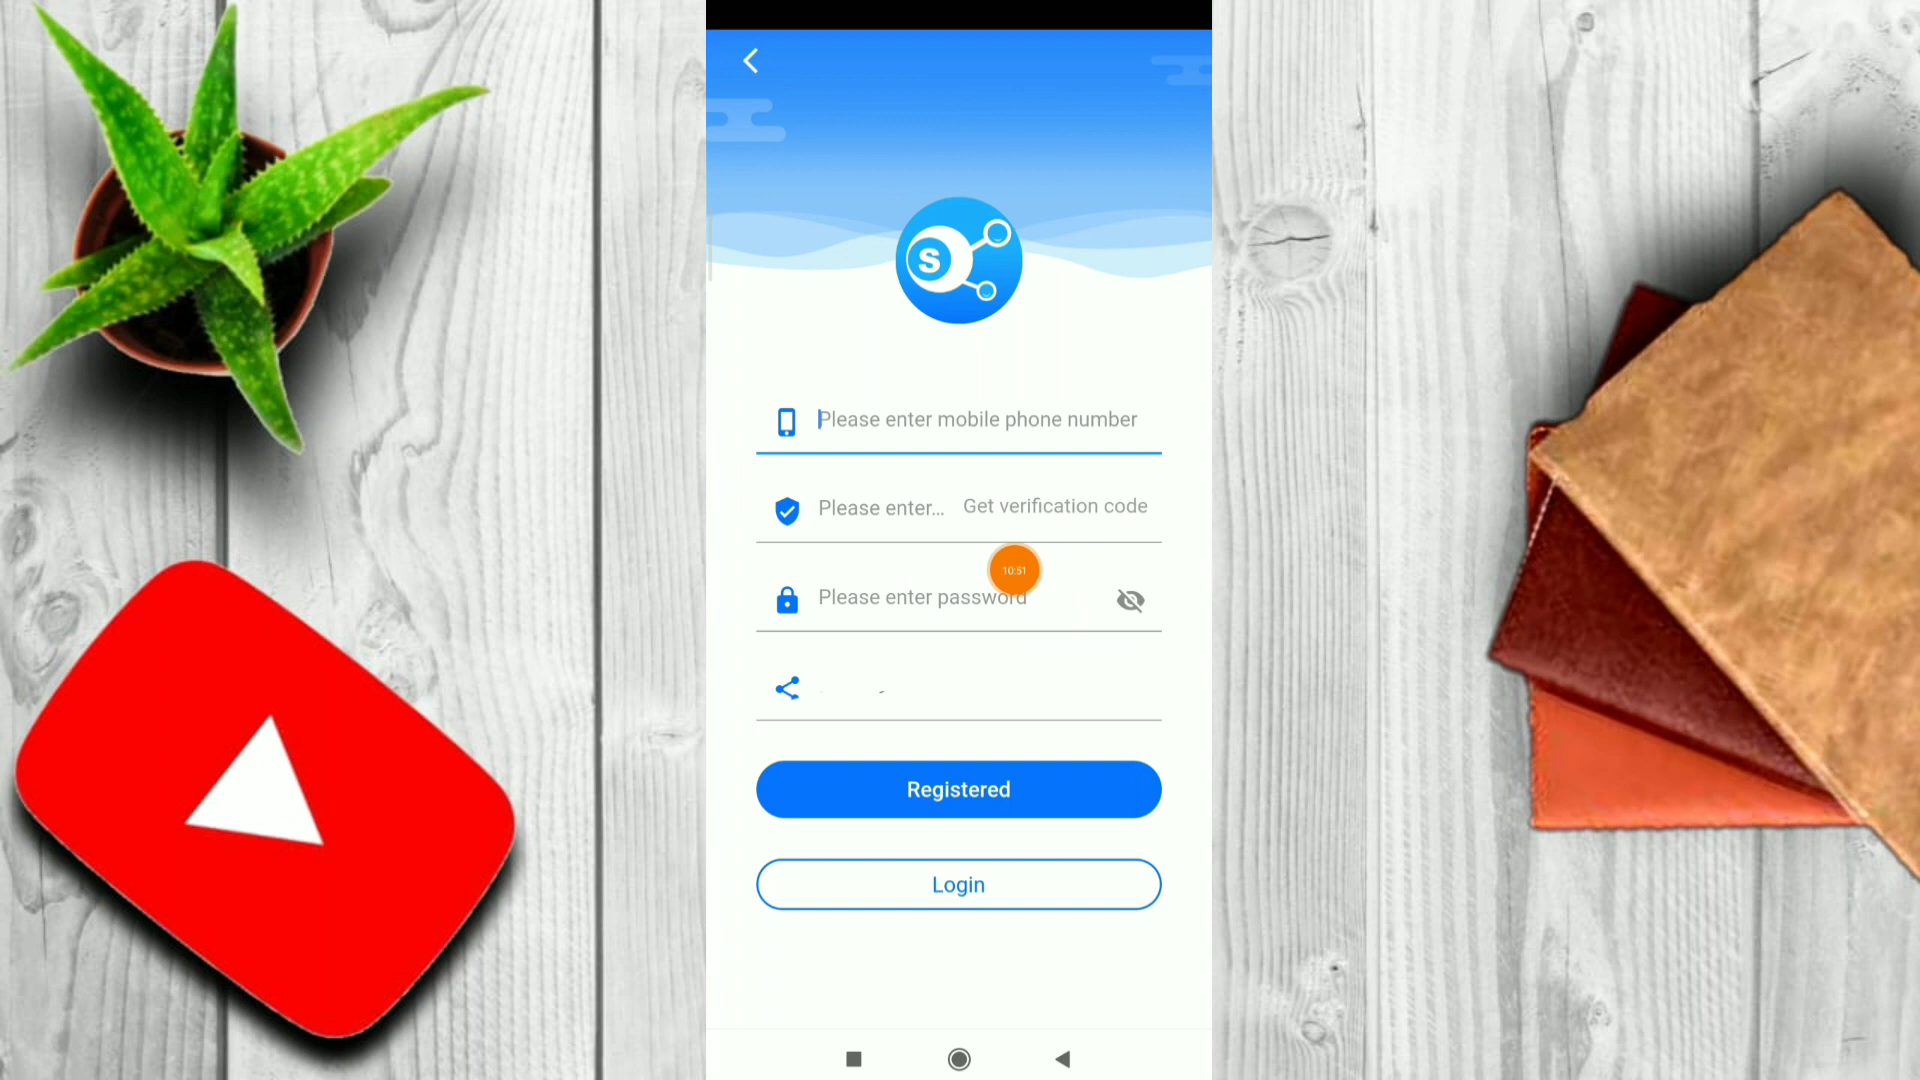 S
Please enter mobile phone number
Please enter... Get verification code
10:51
Please enter password
Registered
Login